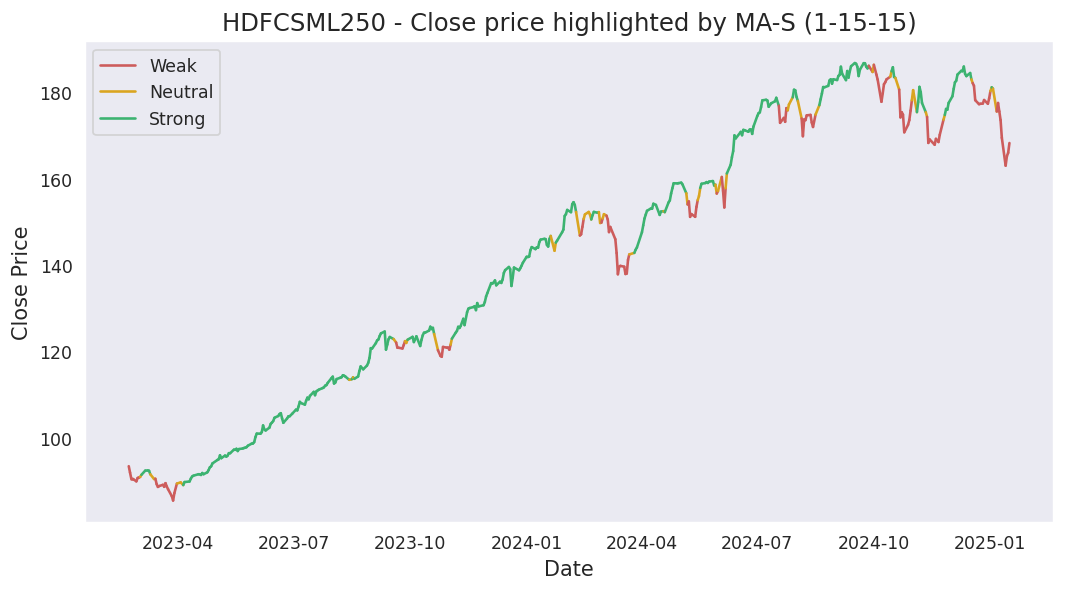 HDFCSML250 - Close price highlighted by MA-S (1-15-15)
Weak
Neutral
Strong
Close Price
180
160
140
120
100
2023-04 2023-07 2023-10 2024-01 2024-04 2024-07 2024-10 2025-01
Date